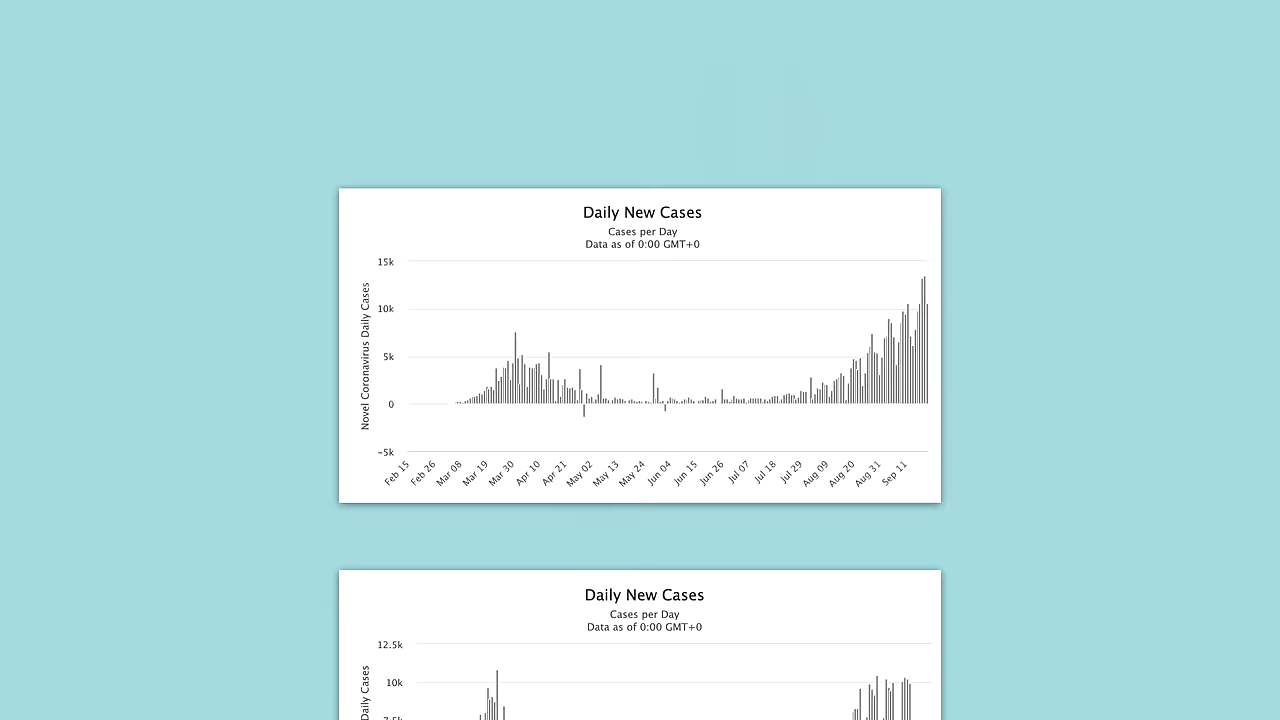 Daily New Cases
Cases per Day
Data as of 0:00 GMT+0
Novel Coronavirus Daily Cases
15k
10k
5k
0
-5k
Feb 15 Feb 26 Mar 08 Mar 19 Mar 30 Apr 10 Apr 21 May 02 May 13 May 24 Jun 04 Jun 15 Jun 26 Jul 07 Jul 18 Jul 29 Aug 09 Aug 20 Aug 31 Sep 11
Daily New Cases
Cases per Day
Data as of 0:00 GMT+0
Daily Cases
12.5k
10k